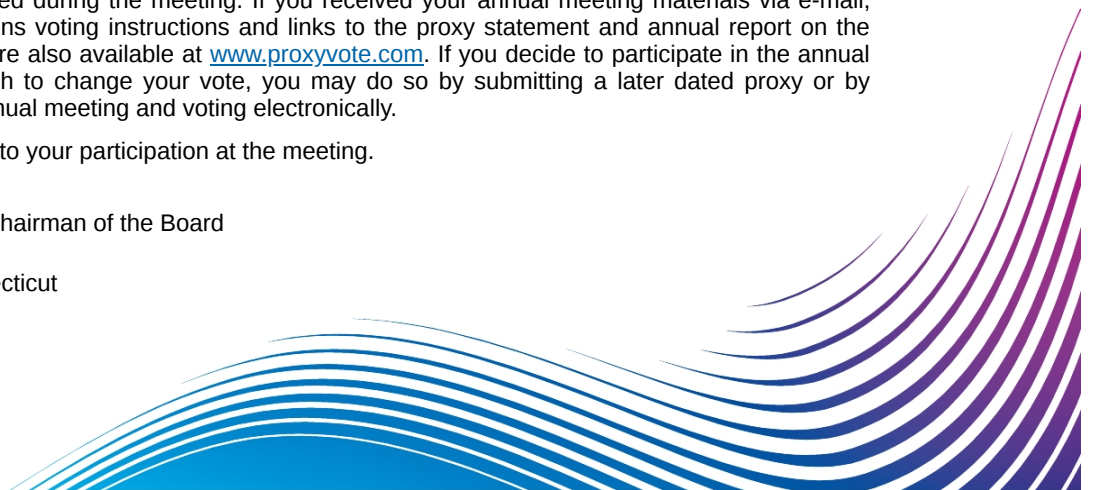 ed during the meeting. If you received your annual meeting materials via e-mail,
ns voting instructions and links to the proxy statement and annual report on the
re also available at www.proxyvote.com. If you decide to participate in the annual
h to change your vote, you may do so by submitting a later dated proxy or by
nual meeting and voting electronically.
to your participation at the meeting.
hairman of the Board
cticut